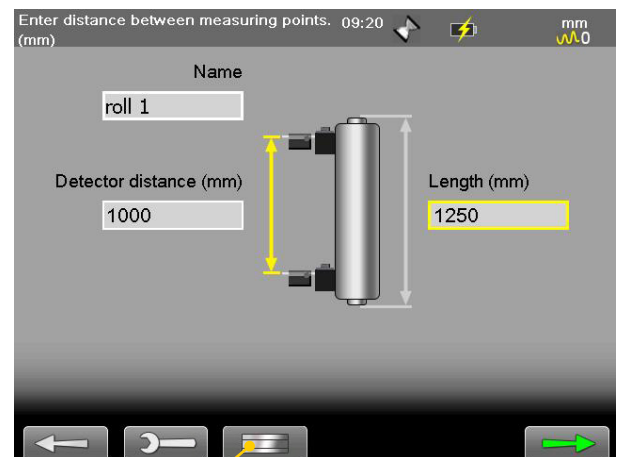 Enter distance between measuring points. 09:20 mm
(mm) 0
Name
roll 1
Detector distance (mm) Length (mm)
1000 1250